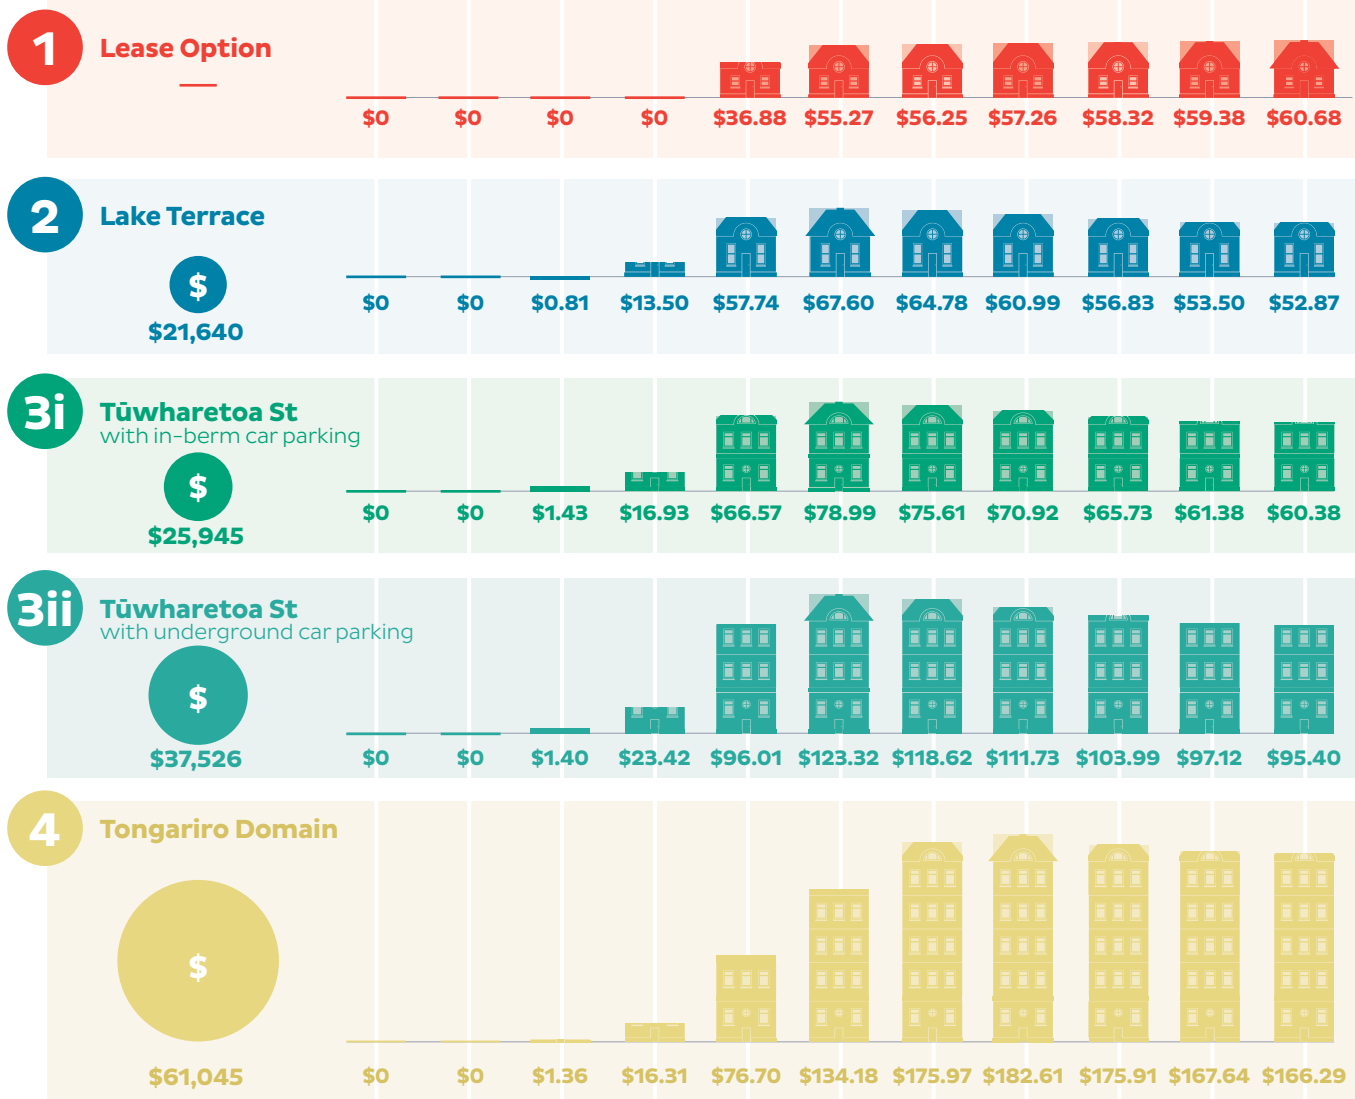 1
Lease Option
$0 $0 $0 $0 $36.88 $55.27 $56.25 $57.26 $58.32 $59.38 $60.68
2
Lake Terrace
$
$21,640
$0 $0 $0.81 $13.50 $57.74 $67.60 $64.78 $60.99 $56.83 $53.50 $52.87
3i
Tūwharetoa St
with in-berm car parking
$
$25,945
$0 $0 $1.43 $16.93 $66.57 $78.99 $75.61 $70.92 $65.73 $61.38 $60.38
3ii
Tūwharetoa St
with underground car parking
$
$37,526
$0 $0 $1.40 $23.42 $96.01 $123.32 $118.62 $111.73 $103.99 $97.12 $95.40
4
Tongariro Domain
$
$61,045
$0 $0 $1.36 $16.31 $76.70 $134.18 $175.97 $182.61 $175.91 $167.64 $166.29